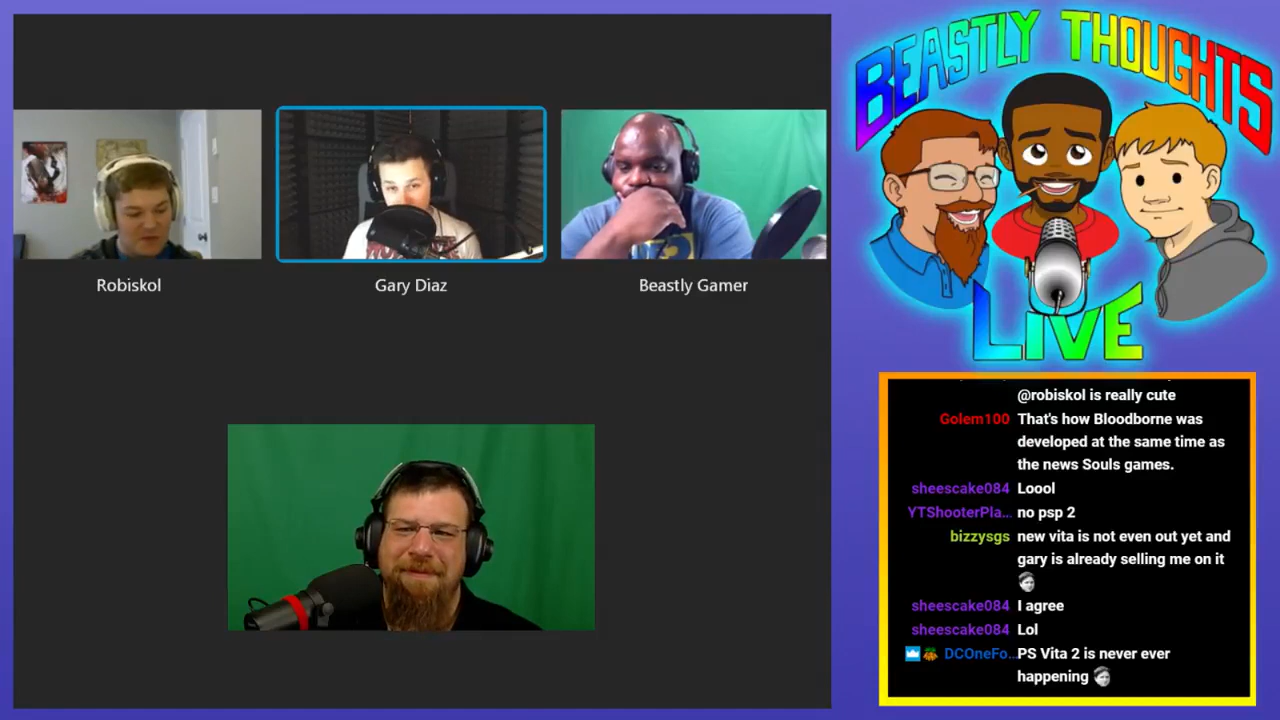 BEASTLY THOUGHTS
LIVE
Robiskol
Gary Diaz
Beastly Gamer
@robiskol is really cute
Golem100 That's how Bloodborne was
developed at the same time as
the news Souls games.
sheescake084 Loool
YTShooterPla... no psp 2
bizzysgs new vita is not even out yet and
gary is already selling me on it
sheescake084 I agree
sheescake084 Lol
DCOneFo... PS Vita 2 is never ever
happening